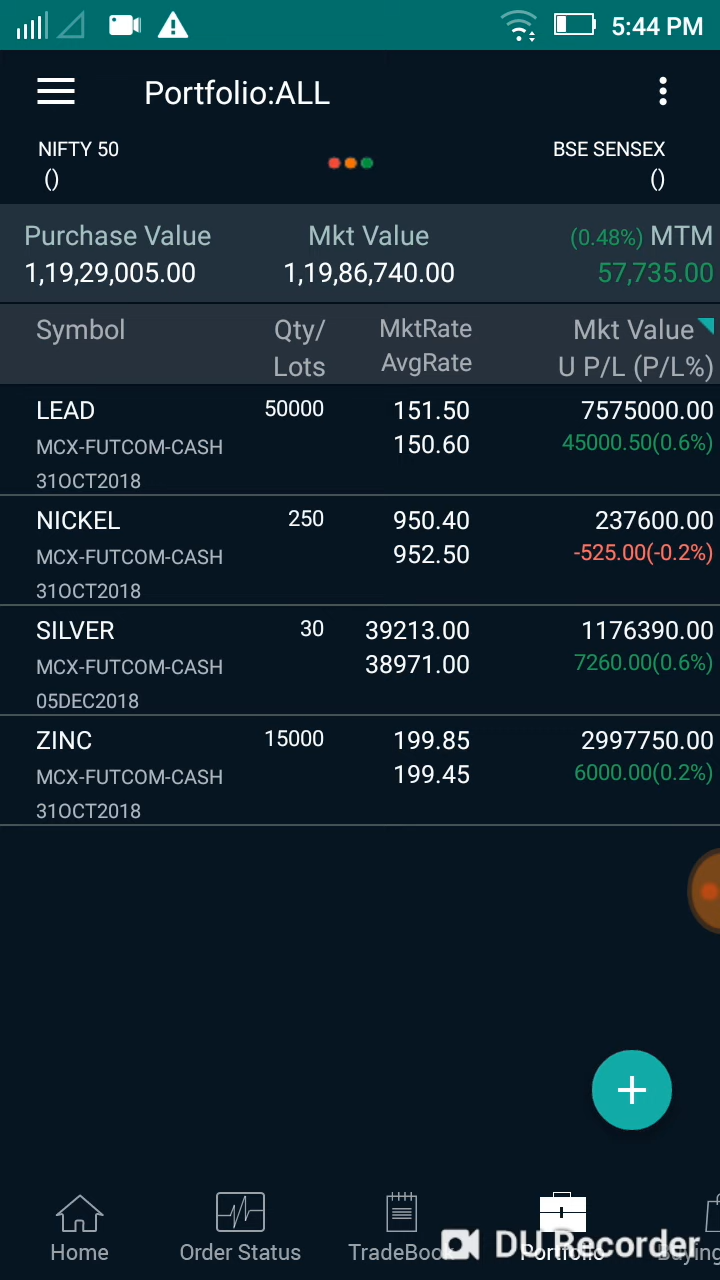 5:44 PM
Portfolio:ALL
NIFTY 50
BSE SENSEX
()
()
Purchase Value
Mkt Value
(0.48%) MTM
1,19,29,005.00
1,19,86,740.00
57,735.00
Symbol
Qty/
MktRate
Mkt Value
Lots
AvgRate
U P/L (P/L%)
LEAD
50000
151.50
7575000.00
MCX-FUTCOM-CASH
150.60
45000.50(0.6%)
31OCT2018
NICKEL
250
950.40
237600.00
MCX-FUTCOM-CASH
952.50
-525.00(-0.2%)
31OCT2018
SILVER
30
39213.00
1176390.00
MCX-FUTCOM-CASH
38971.00
7260.00(0.6%)
05DEC2018
ZINC
15000
199.85
2997750.00
MCX-FUTCOM-CASH
199.45
6000.00(0.2%)
31OCT2018
+
Home
Order Status
TradeBook
Portfolio
Buying
DU Recorder